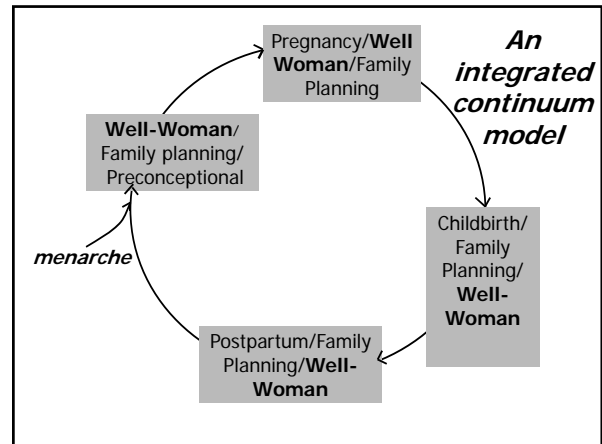 Pregnancy/Well
Woman/Family
Planning
An
integrated
continuum
model
Well-Woman/
Family planning/
Preconceptional
menarche
Childbirth/
Family
Planning/
Well-
Woman
Postpartum/Family
Planning/Well-
Woman